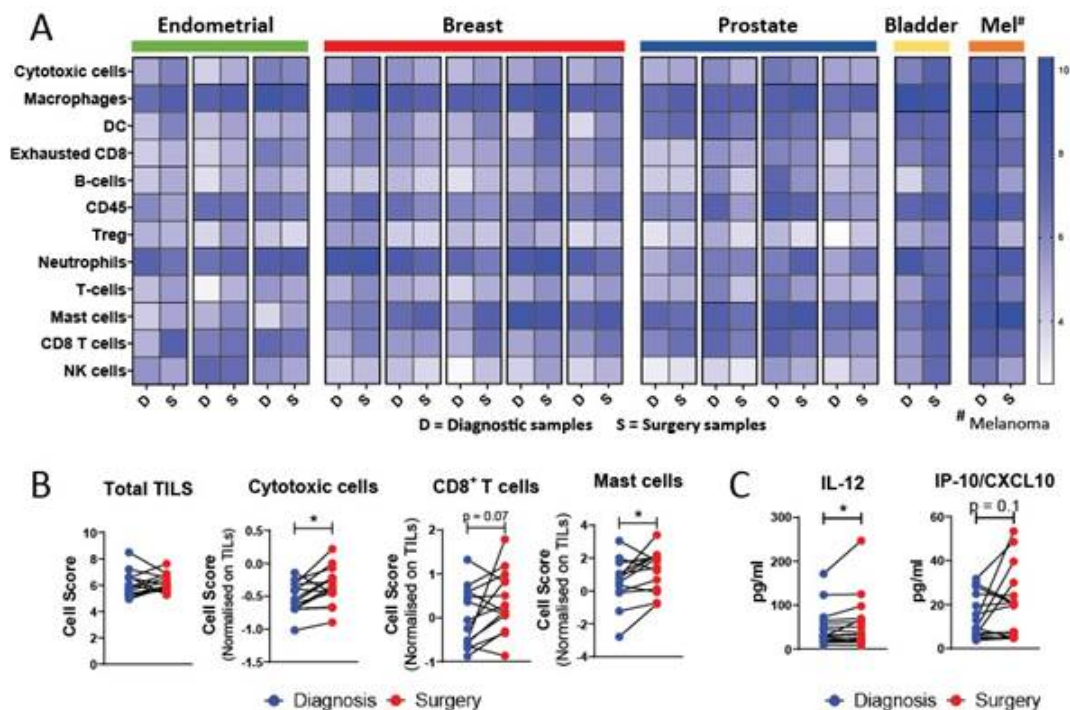 A
Endometrial Breast Prostate Bladder Mel#
Cytotoxic cells
Macrophages
DC
Exhausted CD8
B-cells
CD45
Treg
Neutrophils
T-cells
Mast cells
CD8 T cells
NK cells
10
8
6
4
D S D S D S D S D S D S D S D S D S D S D S D S D S D S
D = Diagnostic samples S = Surgery samples
# Melanoma
B
Total TILS
Cell Score
10
8
6
4
2
0
Cytotoxic cells
*
Cell Score
(Normalised on TILs)
0.5
0.0
-0.5
-1.0
-1.5
CD8+ T cells
p = 0.07
Cell Score
(Normalised on TILs)
2
1
0
-1
Mast cells
*
Cell Score
(Normalised on TILs)
4
2
0
-2
-4
Diagnosis Surgery
C
IL-12
*
pg/ml
300
200
100
50
0
IP-10/CXCL10
p = 0.1
pg/ml
60
40
20
0
Diagnosis Surgery